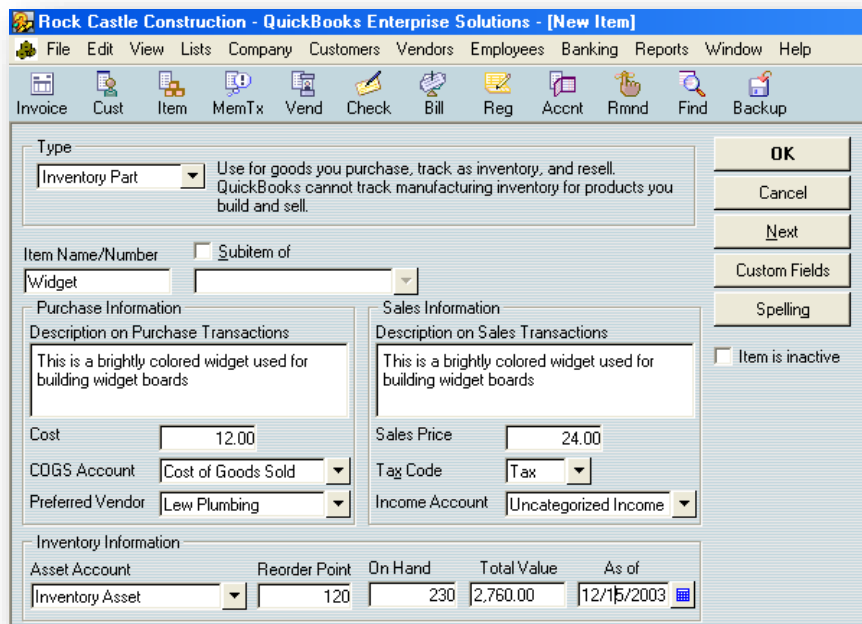 Rock Castle Construction - QuickBooks Enterprise Solutions - [New Item]
File Edit View Lists Company Customers Vendors Employees Banking Reports Window Help
Invoice Cust Item MemTx Vend Check Bill Reg Accnt Rmnd Find Backup
Type
Inventory Part
Use for goods you purchase, track as inventory, and resell.
QuickBooks cannot track manufacturing inventory for products you
build and sell.
OK
Cancel
Next
Custom Fields
Spelling
Item is inactive
Item Name/Number Subitem of
Widget
Purchase Information
Description on Purchase Transactions
This is a brightly colored widget used for
building widget boards
Cost 12.00
COGS Account Cost of Goods Sold
Preferred Vendor Lew Plumbing
Sales Information
Description on Sales Transactions
This is a brightly colored widget used for
building widget boards
Sales Price 24.00
Tax Code Tax
Income Account Uncategorized Income
Inventory Information
Asset Account Reorder Point On Hand Total Value As of
Inventory Asset 120 230 2,760.00 12/15/2003